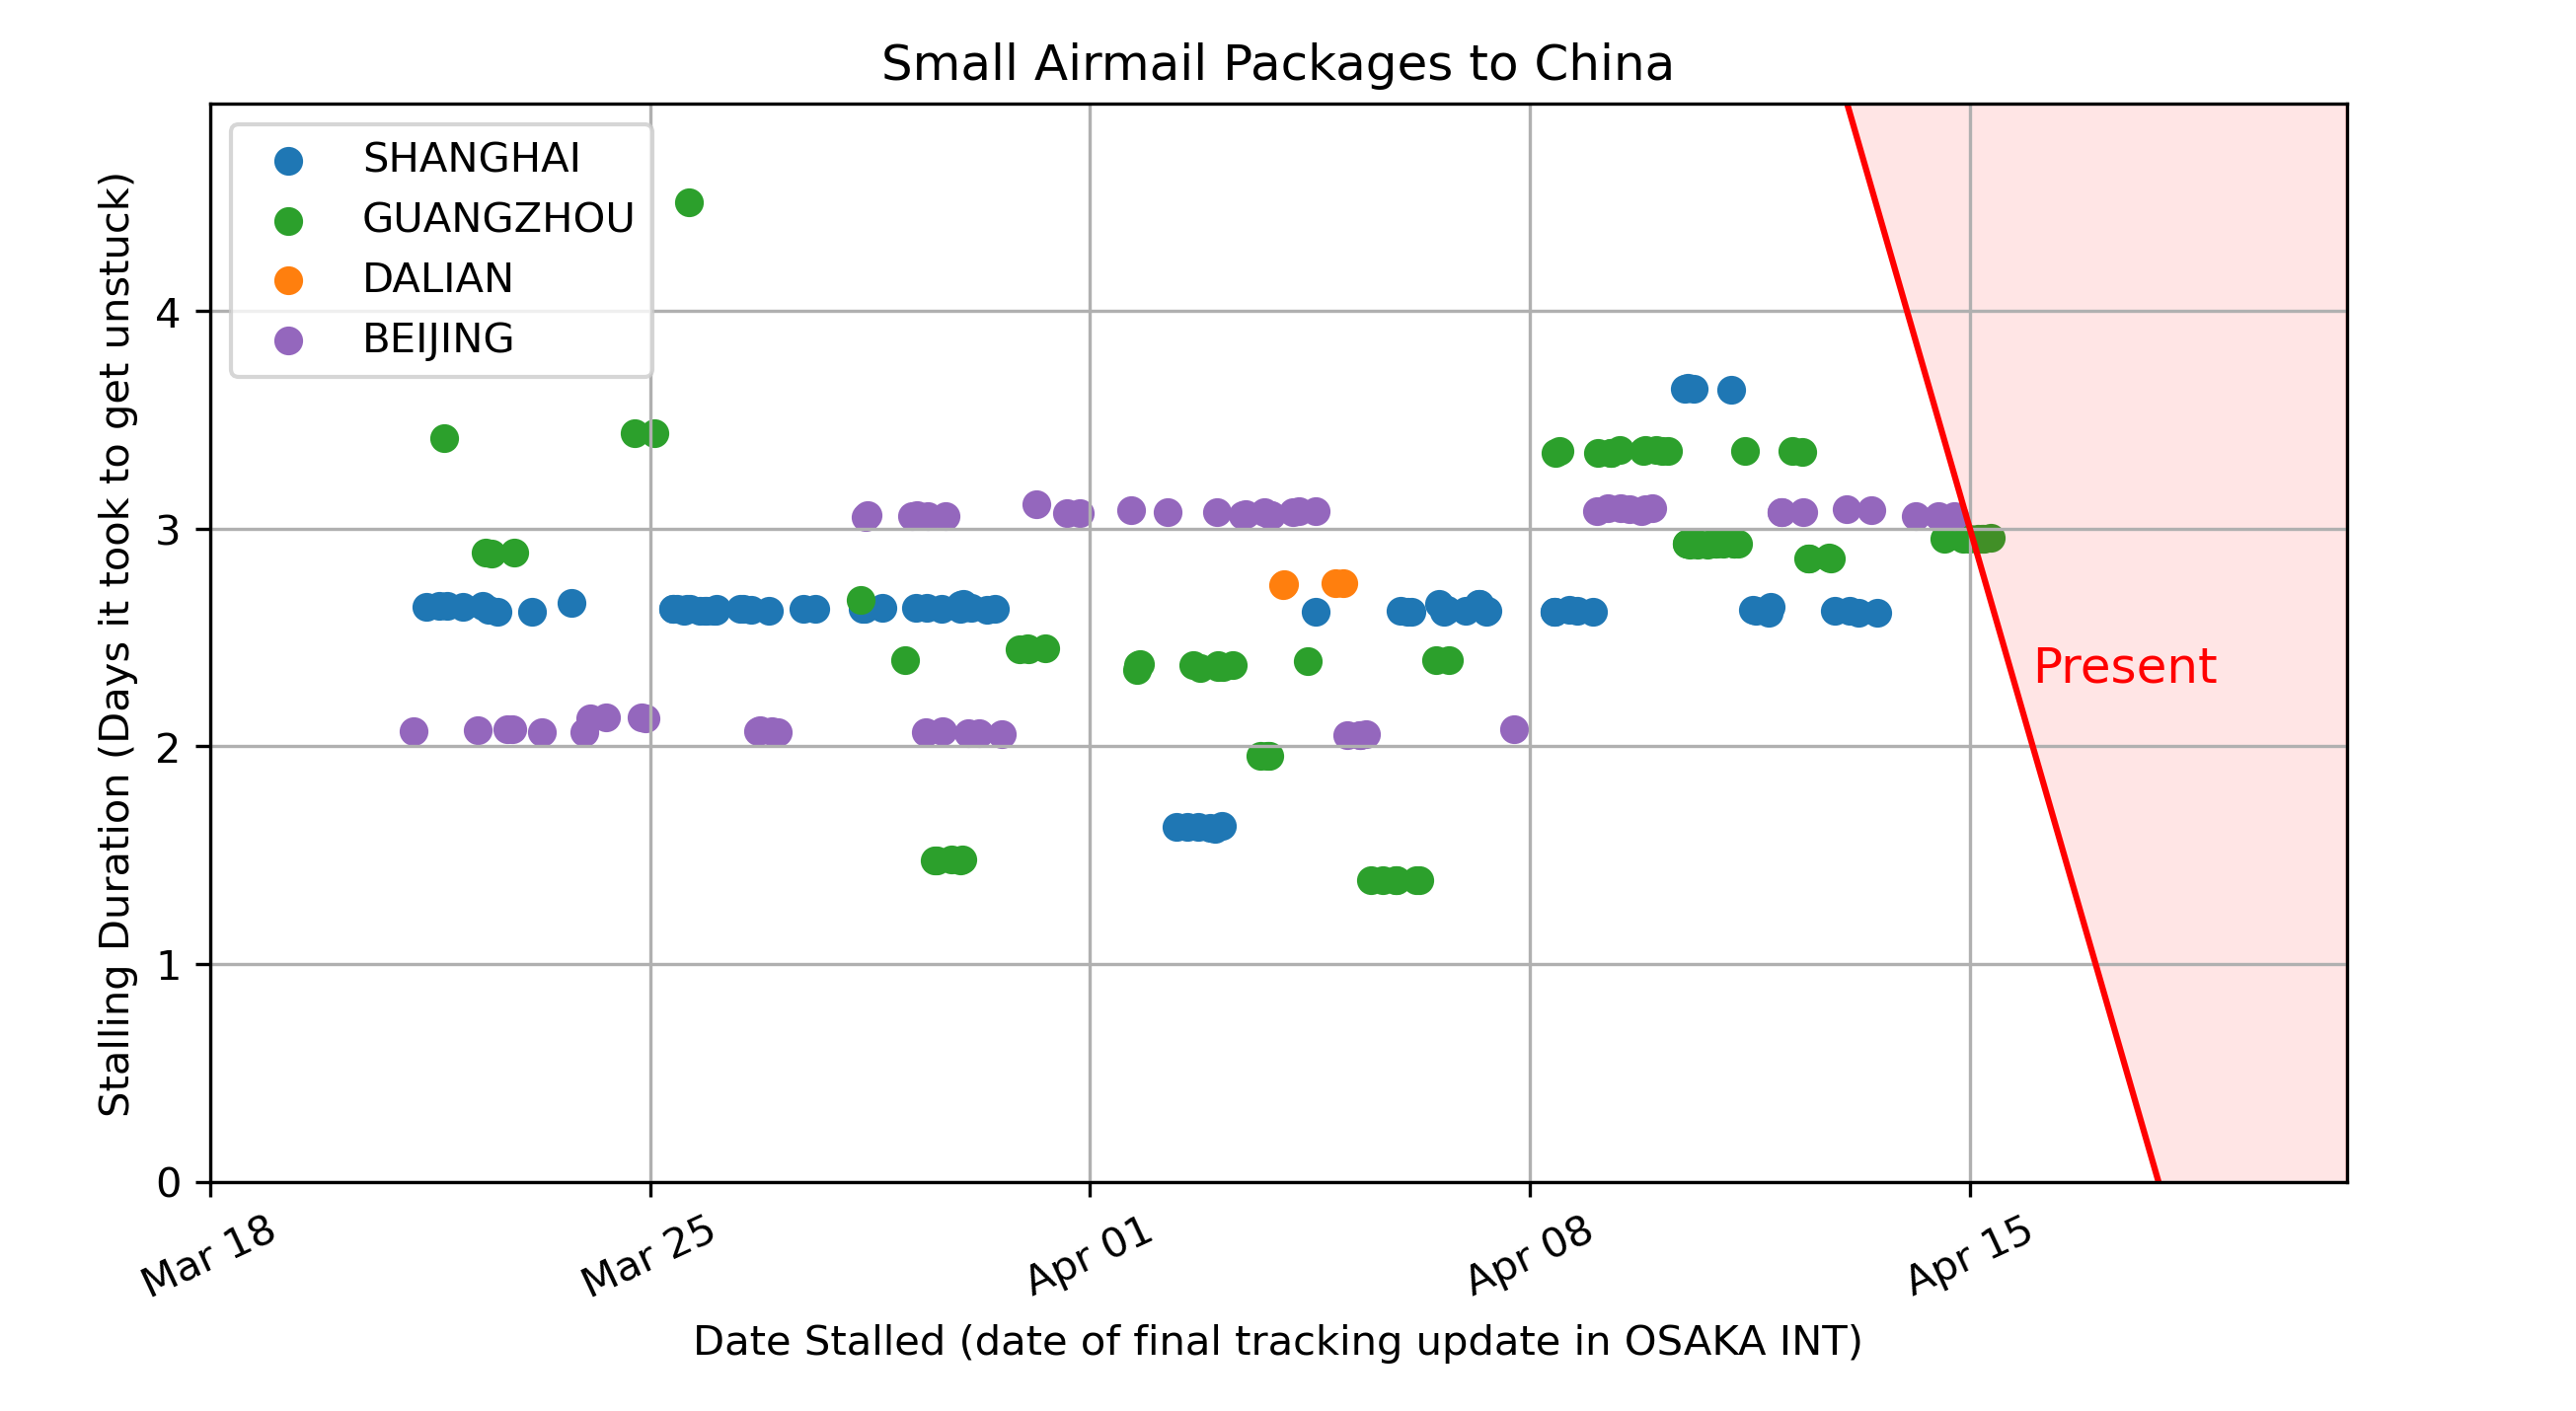 Small Airmail Packages to China
SHANGHAI
GUANGZHOU
DALIAN
BEIJING
Stalling Duration (Days it took to get unstuck)
4
3
2
1
0
Present
Mar 18
Mar 25
Apr 01
Apr 08
Apr 15
Date Stalled (date of final tracking update in OSAKA INT)